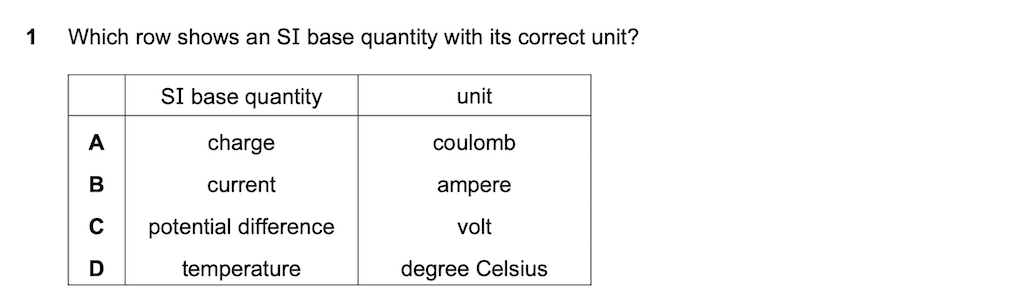 1 Which row shows an SI base quantity with its correct unit?
SI base quantity unit
A charge coulomb
B current ampere
C potential difference volt
D temperature degree Celsius